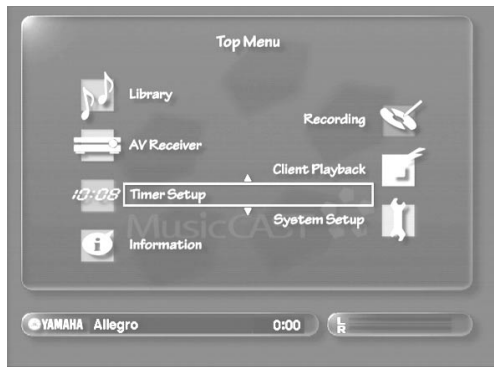 Top Menu
Library
Recording
AV Receiver
Client Playback
10:08 Timer Setup
System Setup
MusicCAST
Information
YAMAHA Allegro 0:00 L
R